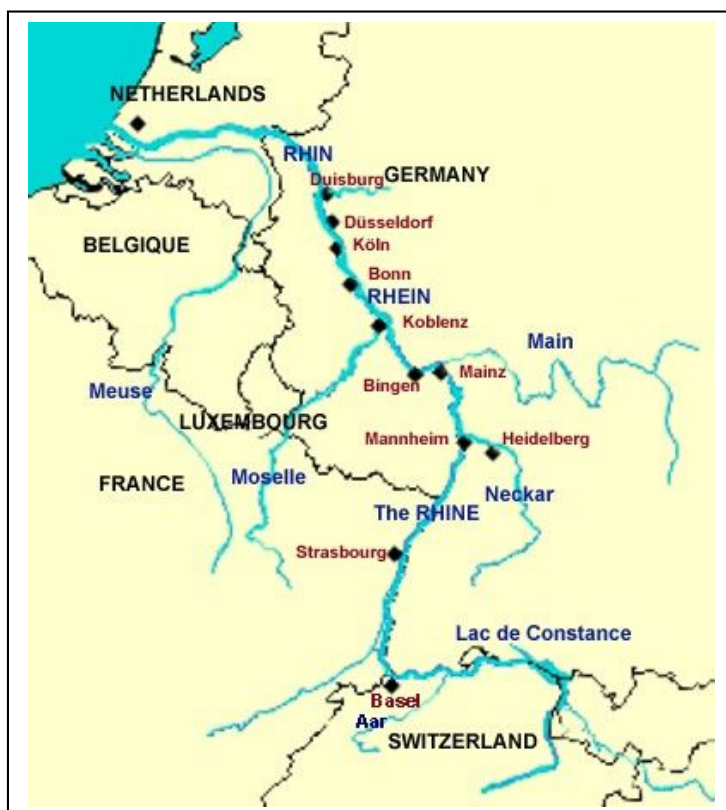 NETHERLANDS
RHIN
GERMANY
Duisburg
Düsseldorf
BELGIQUE
Köln
Bonn
RHEIN
Koblenz
Main
Bingen
Mainz
Meuse
LUXEMBOURG
Mannheim
Heidelberg
FRANCE
Moselle
Neckar
The RHINE
Strasbourg
Lac de Constance
Basel
Aar
SWITZERLAND